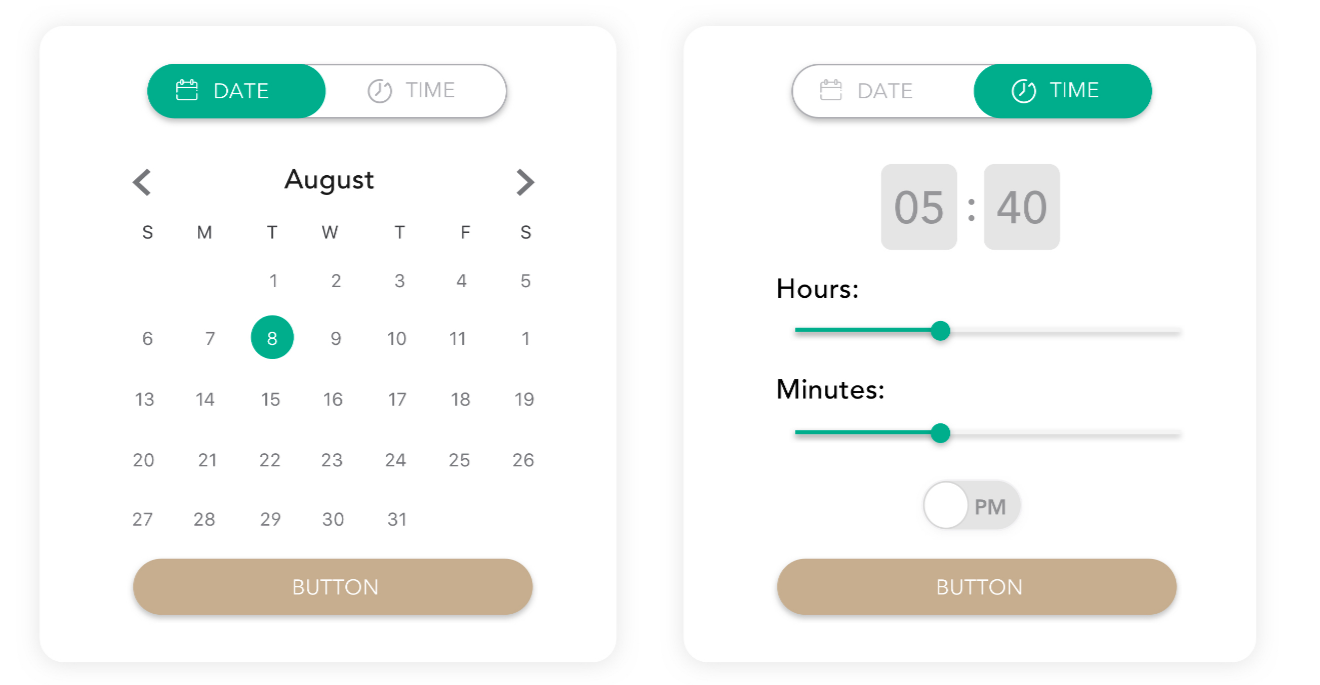 DATE TIME
August
S M T W T F S
1 2 3 4 5
6 7 8 9 10 11 1
13 14 15 16 17 18 19
20 21 22 23 24 25 26
27 28 29 30 31
BUTTON
DATE TIME
05 : 40
Hours:
Minutes:
PM
BUTTON